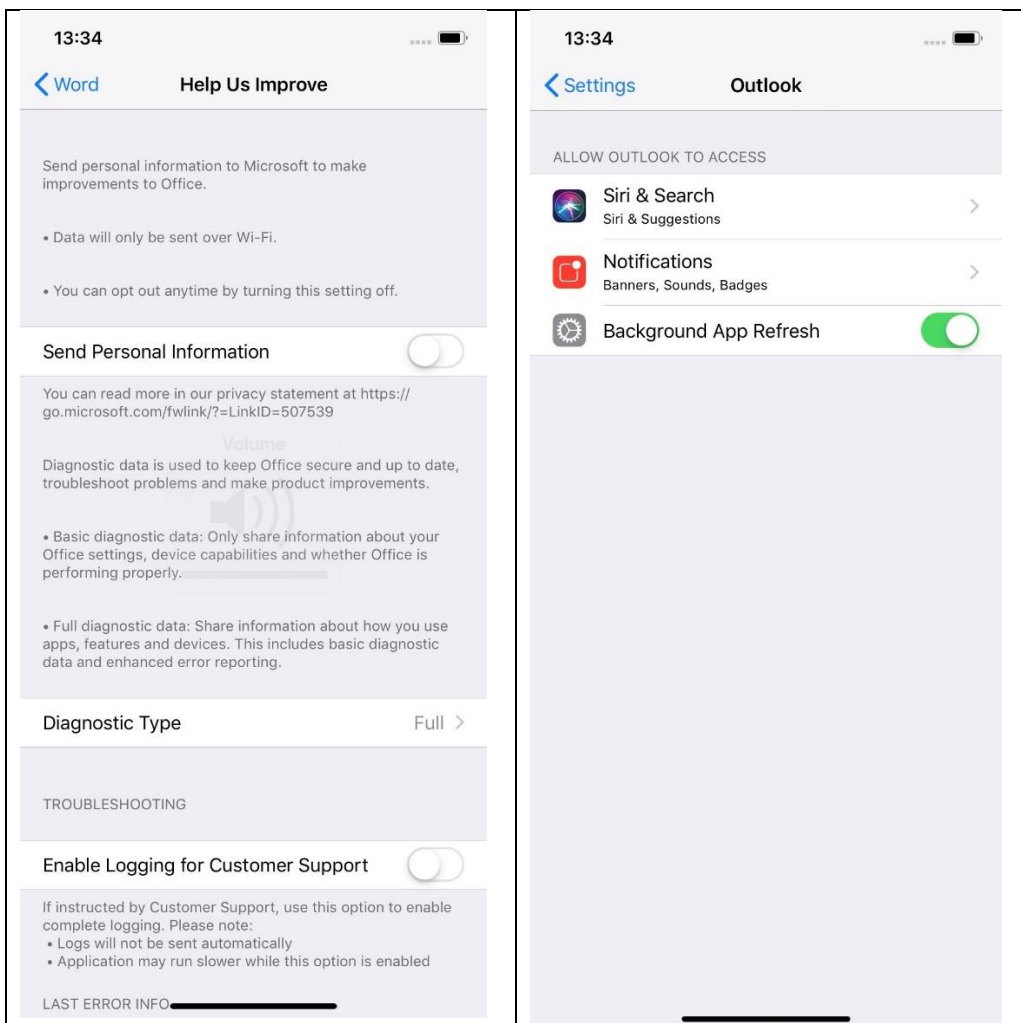 13:34
Word
Help Us Improve
Send personal information to Microsoft to make
improvements to Office.
• Data will only be sent over Wi-Fi.
• You can opt out anytime by turning this setting off.
Send Personal Information
You can read more in our privacy statement at https://
go.microsoft.com/fwlink/?=LinkID=507539
Volume
Diagnostic data is used to keep Office secure and up to date,
troubleshoot problems and make product improvements.
• Basic diagnostic data: Only share information about your
Office settings, device capabilities and whether Office is
performing properly.
• Full diagnostic data: Share information about how you use
apps, features and devices. This includes basic diagnostic
data and enhanced error reporting.
Diagnostic Type Full
TROUBLESHOOTING
Enable Logging for Customer Support
If instructed by Customer Support, use this option to enable
complete logging. Please note:
• Logs will not be sent automatically
• Application may run slower while this option is enabled
LAST ERROR INFO
13:34
Settings
Outlook
ALLOW OUTLOOK TO ACCESS
Siri & Search
Siri & Suggestions
Notifications
Banners, Sounds, Badges
Background App Refresh